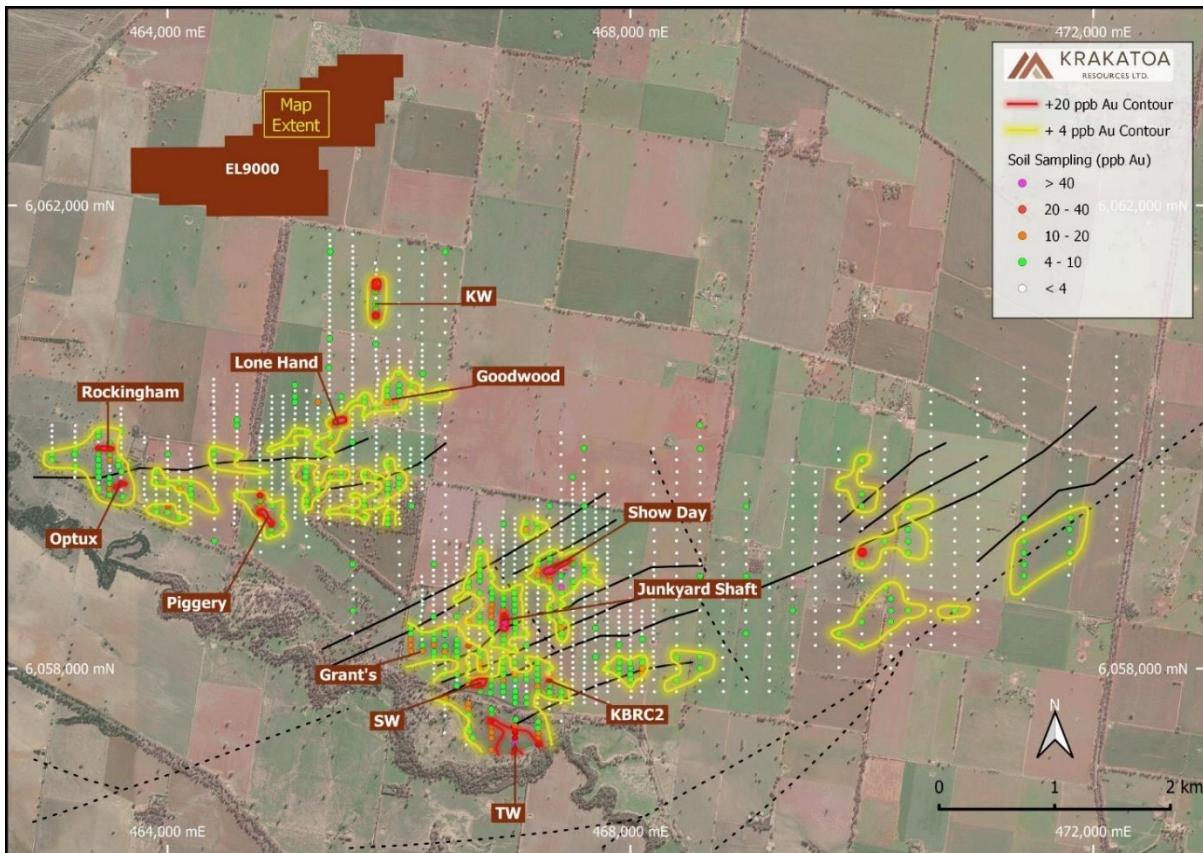 464,000 mE
468,000 mE
472,000 mE
KRAKATOA
RESOURCES LTD.
+20 ppb Au Contour
+ 4 ppb Au Contour
Soil Sampling (ppb Au)
> 40
20 - 40
10 - 20
4 - 10
< 4
Map
Extent
EL9000
6,062,000 mN
6,062,000 mN
KW
Lone Hand
Goodwood
Rockingham
Optux
Show Day
Junkyard Shaft
Piggery
6,058,000 mN
6,058,000 mN
Grant's
SW
KBRC2
N
TW
0
1
2 km
464,000 mE
468,000 mE
472,000 mE